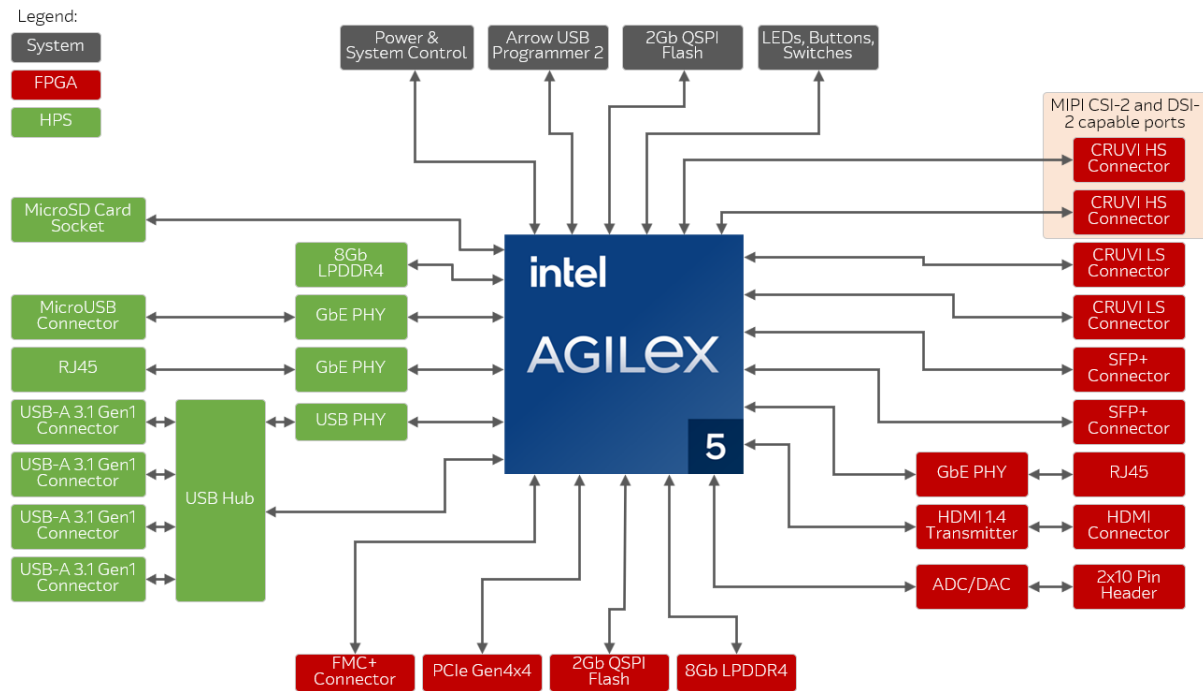 Legend:
System
FPGA
HPS
Power &
System Control
Arrow USB
Programmer 2
2Gb QSPI
Flash
LEDs, Buttons,
Switches
MIPI CSI-2 and DSI-
2 capable ports
CRUVI HS
Connector
CRUVI HS
Connector
CRUVI LS
Connector
CRUVI LS
Connector
SFP+
Connector
SFP+
Connector
GbE PHY
RJ45
HDMI 1.4
Transmitter
HDMI
Connector
ADC/DAC
2x10 Pin
Header
MicroSD Card
Socket
8Gb
LPDDR4
MicroUSB
Connector
GbE PHY
RJ45
GbE PHY
USB-A 3.1 Gen1
Connector
USB PHY
USB-A 3.1 Gen1
Connector
USB Hub
USB-A 3.1 Gen1
Connector
USB-A 3.1 Gen1
Connector
intel
AGILEX
5
FMC+
Connector
PCIe Gen4x4
2Gb QSPI
Flash
8Gb LPDDR4